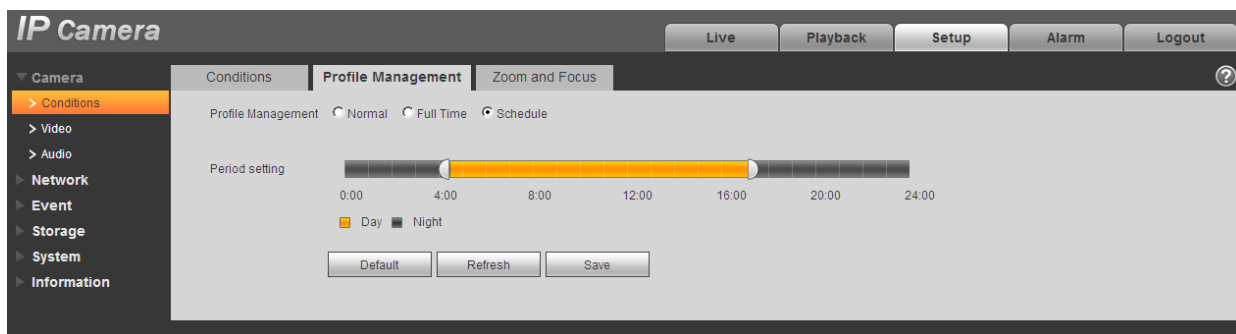 IP Camera
Live Playback Setup Alarm Logout
Camera
> Conditions
> Video
> Audio
Network
Event
Storage
System
Information
Conditions Profile Management Zoom and Focus
?
Profile Management Normal Full Time Schedule
Period setting
0:00 4:00 8:00 12:00 16:00 20:00 24:00
Day Night
Default Refresh Save